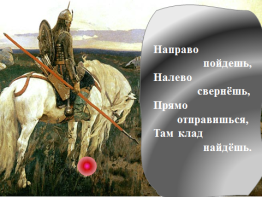 Направо
пойдешь,
Налево
свернёшь,
Прямо
отправишься,
Там клад
найдёшь.